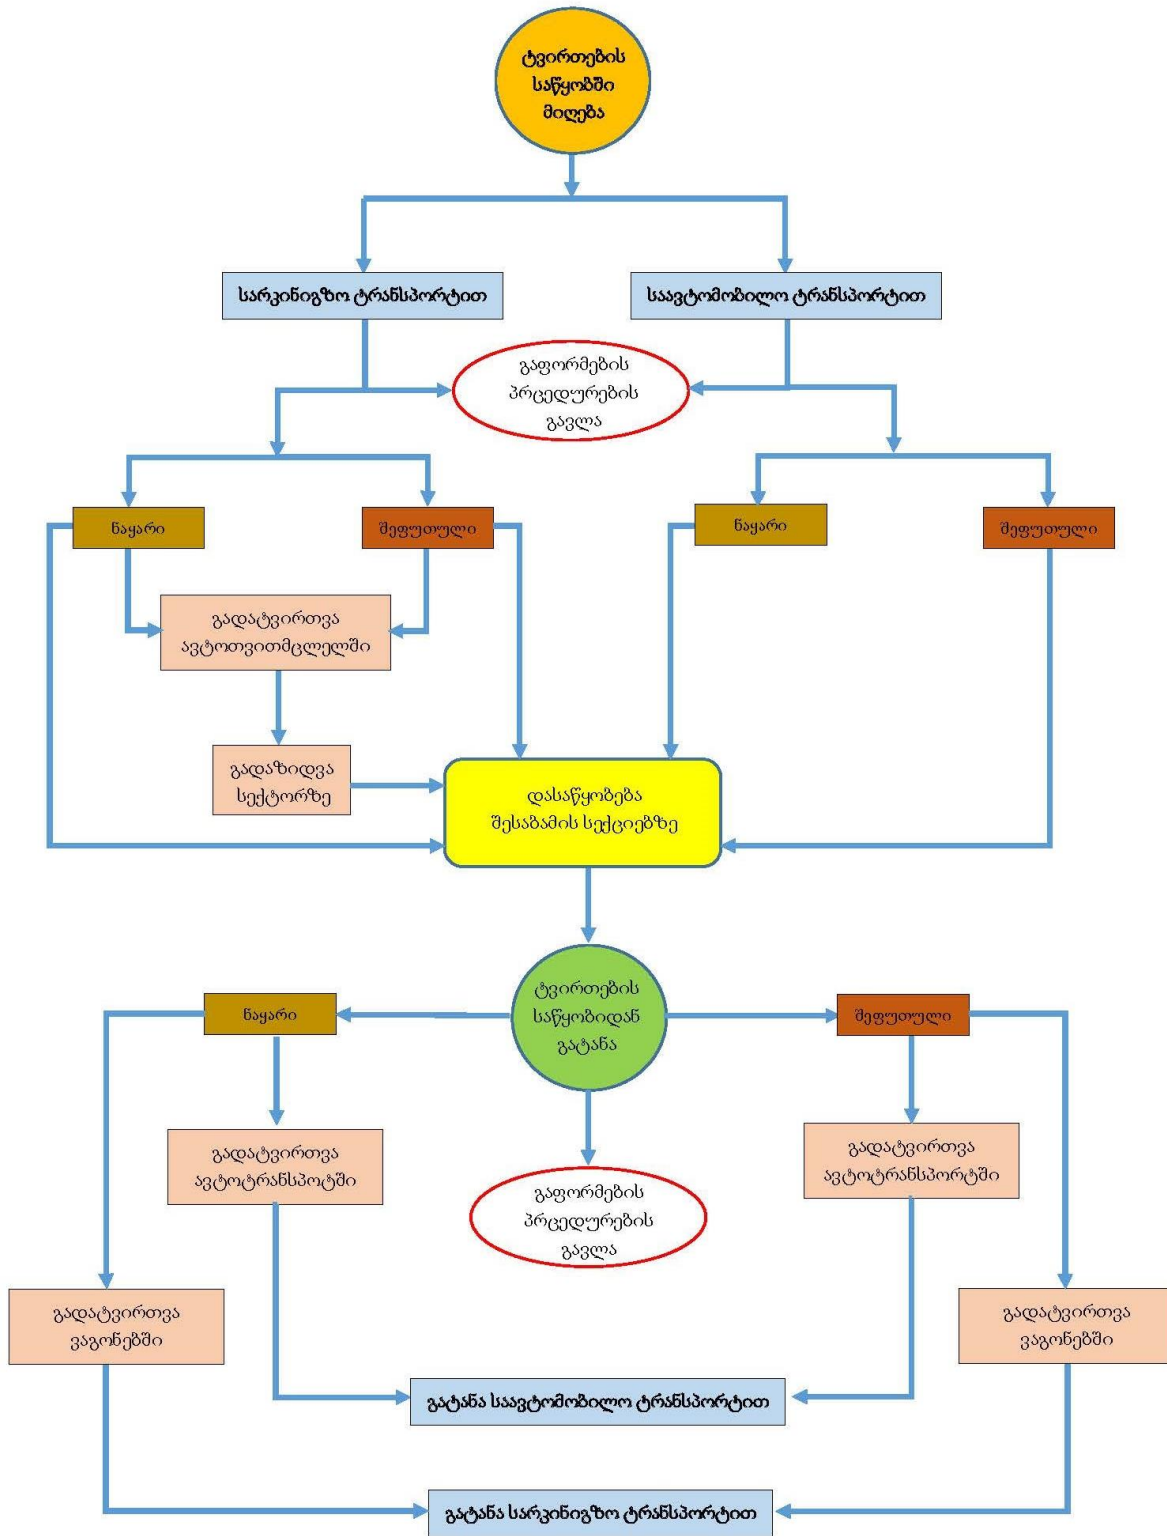 ტვირთების
საწყობში
მიღება
სარკინიგზო ტრანსპორტით
საავტომობილო ტრანსპორტით
გაფორმების
პრცედურების
გავლა
ნაყარი
შეფუთული
ნაყარი
შეფუთული
გადატვირთვა
ავტოთვითმცლელში
გადაზიდვა
სექტორზე
დასაწყობება
შესაბამის სექციებზე
ტვირთების
საწყობიდან
გატანა
ნაყარი
შეფუთული
გადატვირთვა
ავტოტრანსპოტში
გადატვირთვა
ავტოტრანსპორტში
გაფორმების
პრცედურების
გავლა
გადატვირთვა
ვაგონებში
გადატვირთვა
ვაგონებში
გატანა საავტომობილო ტრანსპორტით
გატანა სარკინიგზო ტრანსპორტით